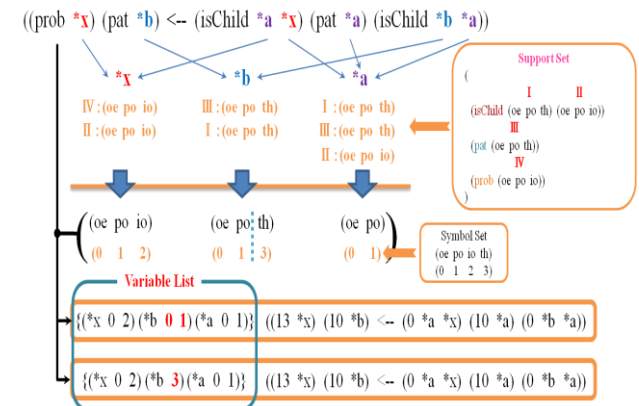 ((prob *x) (pat *b) <-- (isChild *a *x) (pat *a) (isChild *b *a))
*x *b *a
IV : (oe po io) III : (oe po th) I : (oe po th)
II : (oe po io) I : (oe po th) III : (oe po th)
II : (oe po io)
Support Set
(
I II
(isChild (oe po th) (oe po io))
III
(pat (oe po th))
IV
(prob (oe po io))
)
((oe po io) (oe po th) (oe po))
(0 1 2) (0 1 3) (0 1)
Symbol Set
(oe po io th)
(0 1 2 3)
Variable List
{(*x 0 2)(*b 0 1)(*a 0 1)} ((13 *x) (10 *b) <-- (0 *a *x) (10 *a) (0 *b *a))
{(*x 0 2)(*b 3)(*a 0 1)} ((13 *x) (10 *b) <-- (0 *a *x) (10 *a) (0 *b *a))